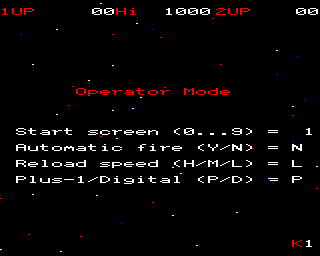 1UP 00Hi 1000 2UP 00
Operator Mode
Start screen (0...9) = 1
Automatic fire (Y/N) = N
Reload speed (H/M/L) = L
Plus-1/Digital (P/D) = P
K1